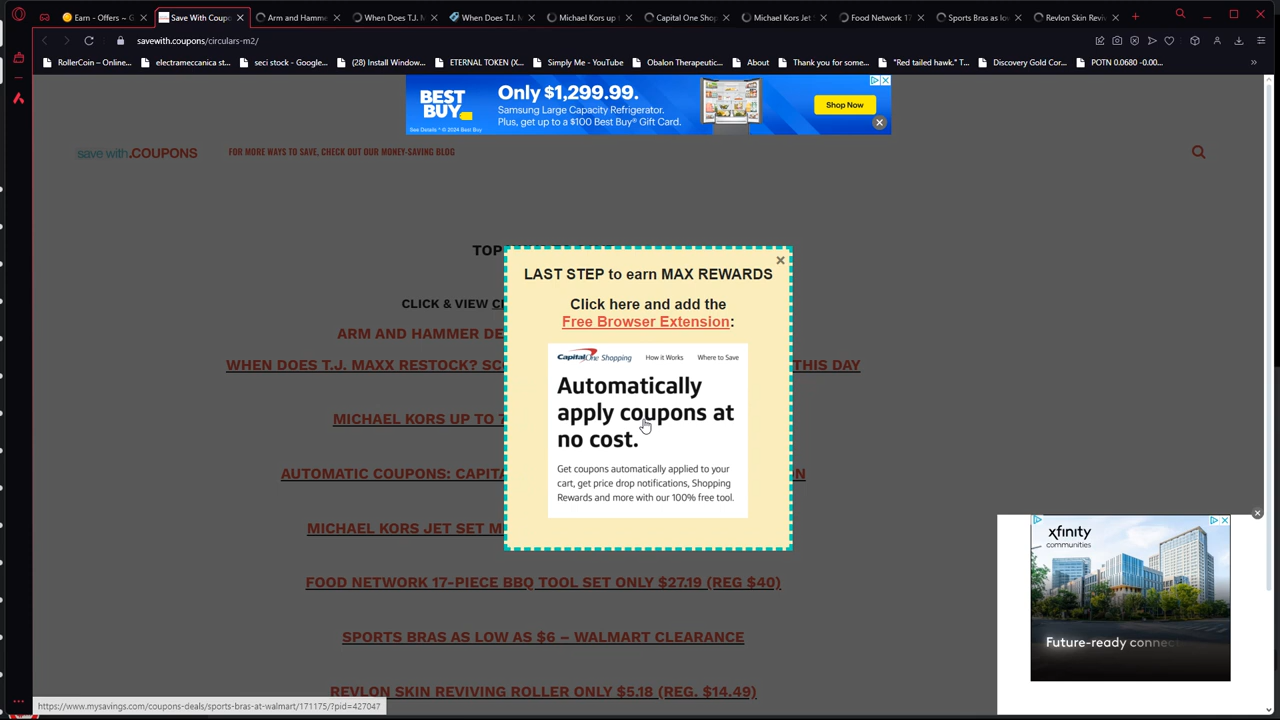 Earn - Offers ~ G
Save With Coupo
Arm and Hamme
When Does T.J. M
When Does T.J. M
Michael Kors up
Capital One Shop
Michael Kors Jet
Food Network 17
Sports Bras as low
Revlon Skin Revi
savewith.coupons/circulars-m2/
RollerCoin – Online...
electrameccanica st...
seci stock - Google...
(28) Install Window...
ETERNAL TOKEN (X...
Simply Me - YouTube
Obalon Therapeutic...
About
Thank you for some...
"Red tailed hawk." T...
Discovery Gold Cor...
POTN 0.0680 -0.00...
BEST BUY
Only $1,299.99.
Samsung Large Capacity Refrigerator.
Plus, get up to a $100 Best Buy® Gift Card.
See Details * © 2024 Best Buy
Shop Now
save with.COUPONS
FOR MORE WAYS TO SAVE, CHECK OUT OUR MONEY-SAVING BLOG
TOP
CLICK & VIEW
ARM AND HAMMER DE
WHEN DOES T.J. MAXX RESTOCK? SC
THIS DAY
MICHAEL KORS UP TO 7
AUTOMATIC COUPONS: CAPITA
ON
MICHAEL KORS JET SET M
FOOD NETWORK 17-PIECE BBQ TOOL SET ONLY $27.19 (REG $40)
SPORTS BRAS AS LOW AS $6 – WALMART CLEARANCE
REVLON SKIN REVIVING ROLLER ONLY $5.18 (REG. $14.49)
LAST STEP to earn MAX REWARDS
Click here and add the
Free Browser Extension:
Capital One Shopping
How it Works
Where to Save
Automatically
apply coupons at
no cost.
Get coupons automatically applied to your
cart, get price drop notifications, Shopping
Rewards and more with our 100% free tool.
xfinity
communities
Future-ready connec
https://www.mysavings.com/coupons-deals/sports-bras-at-walmart/171175/?pid=427047